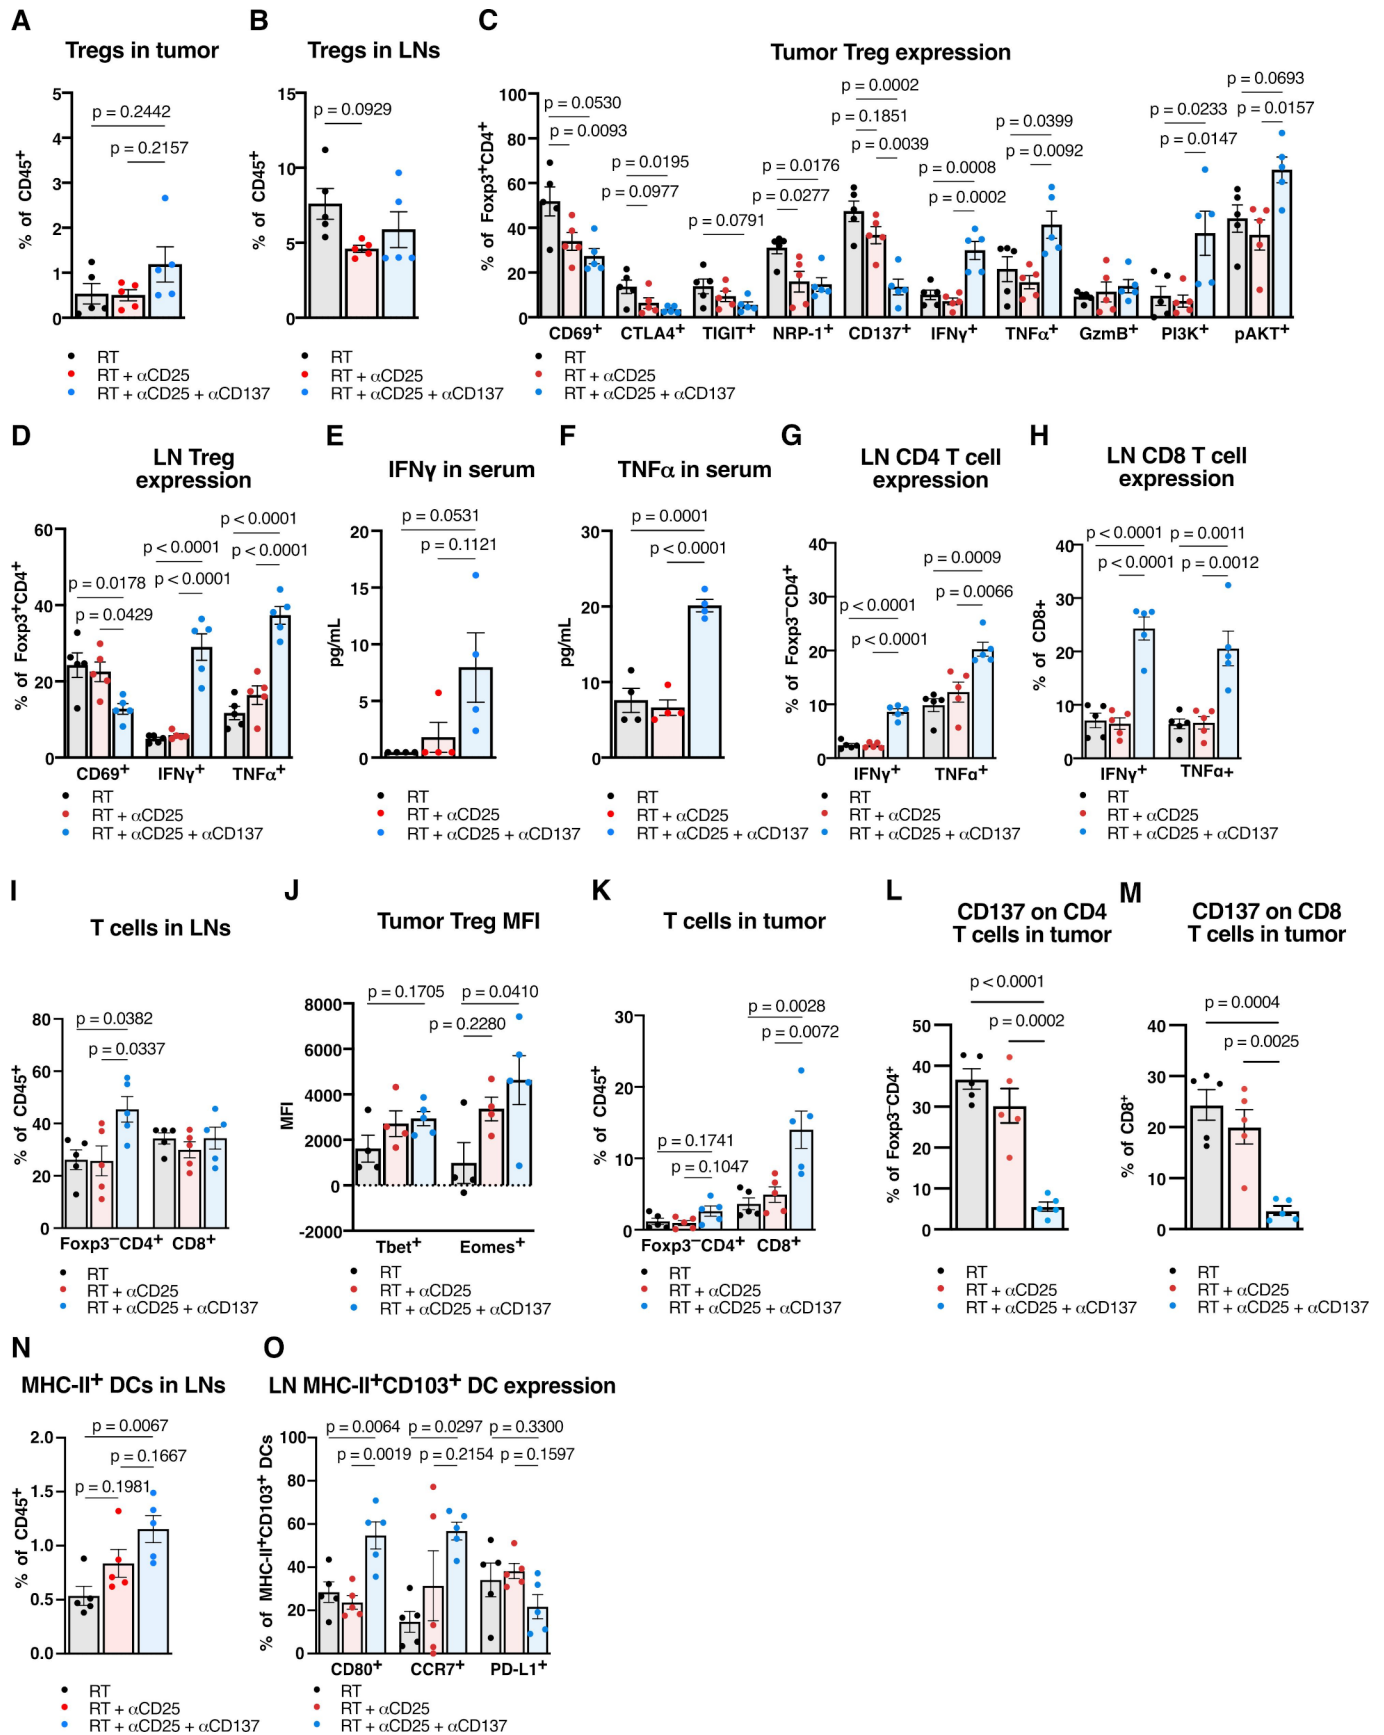 A
Tregs in tumor
% of CD45⁺
5
4
3
2
1
0
p = 0.2442
p = 0.2157
RT
RT + αCD25
RT + αCD25 + αCD137
B
Tregs in LNs
% of CD45⁺
15
10
5
0
p = 0.0929
RT
RT + αCD25
RT + αCD25 + αCD137
C
Tumor Treg expression
% of Foxp3⁺CD4⁺
100
80
60
40
20
0
p = 0.0530
p = 0.0093
p = 0.0195
p = 0.0977
p = 0.0791
p = 0.0176
p = 0.0277
p = 0.0002
p = 0.1851
p = 0.0039
p = 0.0008
p = 0.0002
p = 0.0399
p = 0.0092
p = 0.0233
p = 0.0147
p = 0.0693
p = 0.0157
CD69⁺ CTLA4⁺ TIGIT⁺ NRP-1⁺ CD137⁺ IFNγ⁺ TNFα⁺ GzmB⁺ PI3K⁺ pAKT⁺
RT
RT + αCD25
RT + αCD25 + αCD137
D
LN Treg
expression
% of Foxp3⁺CD4⁺
60
40
20
0
p = 0.0178
p = 0.0429
p < 0.0001
p < 0.0001
p < 0.0001
p < 0.0001
CD69⁺ IFNγ⁺ TNFα⁺
RT
RT + αCD25
RT + αCD25 + αCD137
E
IFNγ in serum
pg/mL
20
15
10
5
0
p = 0.0531
p = 0.1121
RT
RT + αCD25
RT + αCD25 + αCD137
F
TNFα in serum
pg/mL
30
20
10
0
p = 0.0001
p < 0.0001
RT
RT + αCD25
RT + αCD25 + αCD137
G
LN CD4 T cell
expression
% of Foxp3⁻CD4⁺
40
30
20
10
0
p < 0.0001
p < 0.0001
p = 0.0009
p = 0.0066
IFNγ⁺ TNFα⁺
RT
RT + αCD25
RT + αCD25 + αCD137
H
LN CD8 T cell
expression
% of CD8+
40
30
20
10
0
p < 0.0001
p < 0.0001
p = 0.0011
p = 0.0012
IFNγ⁺ TNFα+
RT
RT + αCD25
RT + αCD25 + αCD137
I
T cells in LNs
% of CD45⁺
80
60
40
20
0
p = 0.0382
p = 0.0337
Foxp3⁻CD4⁺ CD8⁺
RT
RT + αCD25
RT + αCD25 + αCD137
J
Tumor Treg MFI
MFI
8000
6000
4000
2000
0
-2000
p = 0.1705
p = 0.0410
p = 0.2280
Tbet⁺ Eomes⁺
RT
RT + αCD25
RT + αCD25 + αCD137
K
T cells in tumor
% of CD45⁺
30
20
10
0
p = 0.1741
p = 0.1047
p = 0.0028
p = 0.0072
Foxp3⁻CD4⁺ CD8⁺
RT
RT + αCD25
RT + αCD25 + αCD137
L
CD137 on CD4
T cells in tumor
% of Foxp3⁻CD4⁺
50
40
30
20
10
0
p < 0.0001
p = 0.0002
RT
RT + αCD25
RT + αCD25 + αCD137
M
CD137 on CD8
T cells in tumor
% of CD8⁺
40
30
20
10
0
p = 0.0004
p = 0.0025
RT
RT + αCD25
RT + αCD25 + αCD137
N
MHC-II⁺ DCs in LNs
% of CD45⁺
2.0
1.5
1.0
0.5
0.0
p = 0.0067
p = 0.1667
p = 0.1981
RT
RT + αCD25
RT + αCD25 + αCD137
O
LN MHC-II⁺CD103⁺ DC expression
% of MHC-II⁺CD103⁺ DCs
100
80
60
40
20
0
p = 0.0064
p = 0.0019
p = 0.0297
p = 0.2154
p = 0.3300
p = 0.1597
CD80⁺ CCR7⁺ PD-L1⁺
RT
RT + αCD25
RT + αCD25 + αCD137